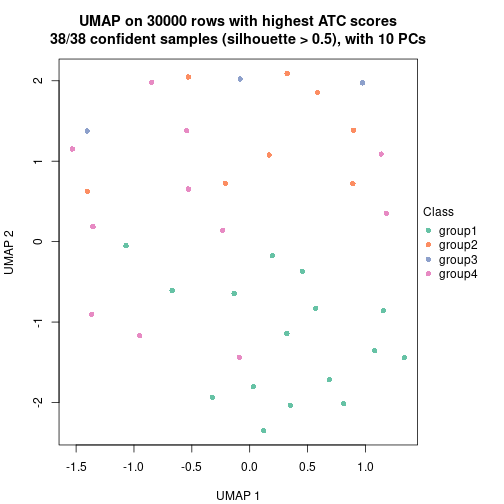 UMAP on 30000 rows with highest ATC scores
38/38 confident samples (silhouette > 0.5), with 10 PCs
2
1
0
-1
-2
UMAP 2
Class
group1
group2
group3
group4
-1.5 -1.0 -0.5 0.0 0.5 1.0
UMAP 1